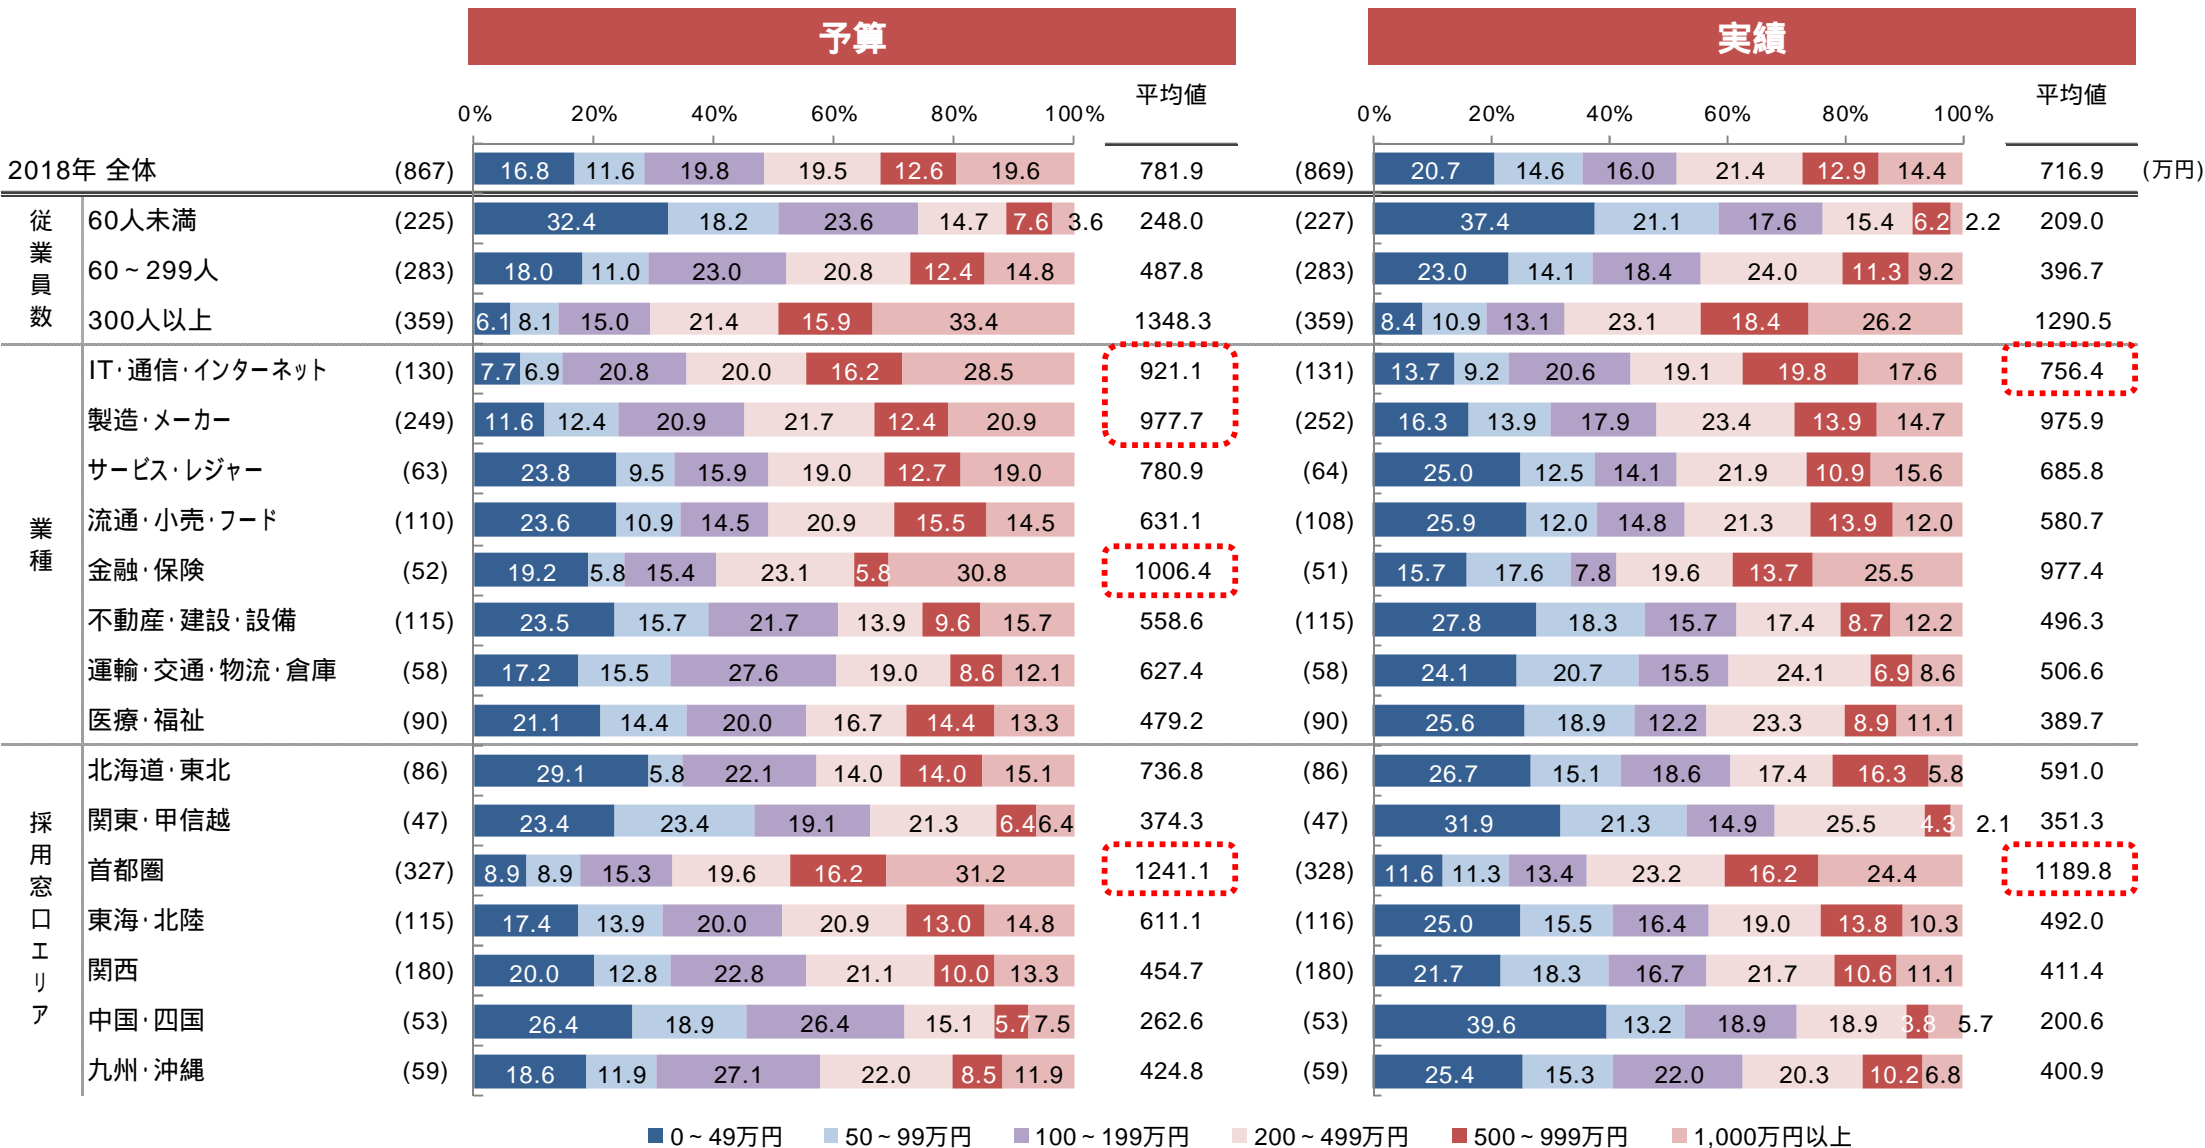 予算 実績
平均値 平均値
0% 20% 40% 60% 80% 100% 0% 20% 40% 60% 80% 100%
2018年 全体 (867) 16.8 11.6 19.8 19.5 12.6 19.6 781.9 (869) 20.7 14.6 16.0 21.4 12.9 14.4 716.9 (万円)
従業員数
60人未満 (225) 32.4 18.2 23.6 14.7 7.6 3.6 248.0 (227) 37.4 21.1 17.6 15.4 6.2 2.2 209.0
60~299人 (283) 18.0 11.0 23.0 20.8 12.4 14.8 487.8 (283) 23.0 14.1 18.4 24.0 11.3 9.2 396.7
300人以上 (359) 6.1 8.1 15.0 21.4 15.9 33.4 1348.3 (359) 8.4 10.9 13.1 23.1 18.4 26.2 1290.5
業種
IT・通信・インターネット (130) 7.7 6.9 20.8 20.0 16.2 28.5 921.1 (131) 13.7 9.2 20.6 19.1 19.8 17.6 756.4
製造・メーカー (249) 11.6 12.4 20.9 21.7 12.4 20.9 977.7 (252) 16.3 13.9 17.9 23.4 13.9 14.7 975.9
サービス・レジャー (63) 23.8 9.5 15.9 19.0 12.7 19.0 780.9 (64) 25.0 12.5 14.1 21.9 10.9 15.6 685.8
流通・小売・フード (110) 23.6 10.9 14.5 20.9 15.5 14.5 631.1 (108) 25.9 12.0 14.8 21.3 13.9 12.0 580.7
金融・保険 (52) 19.2 5.8 15.4 23.1 5.8 30.8 1006.4 (51) 15.7 17.6 7.8 19.6 13.7 25.5 977.4
不動産・建設・設備 (115) 23.5 15.7 21.7 13.9 9.6 15.7 558.6 (115) 27.8 18.3 15.7 17.4 8.7 12.2 496.3
運輸・交通・物流・倉庫 (58) 17.2 15.5 27.6 19.0 8.6 12.1 627.4 (58) 24.1 20.7 15.5 24.1 6.9 8.6 506.6
医療・福祉 (90) 21.1 14.4 20.0 16.7 14.4 13.3 479.2 (90) 25.6 18.9 12.2 23.3 8.9 11.1 389.7
採用窓口エリア
北海道・東北 (86) 29.1 5.8 22.1 14.0 14.0 15.1 736.8 (86) 26.7 15.1 18.6 17.4 16.3 5.8 591.0
関東・甲信越 (47) 23.4 23.4 19.1 21.3 6.4 6.4 374.3 (47) 31.9 21.3 14.9 25.5 4.3 2.1 351.3
首都圏 (327) 8.9 8.9 15.3 19.6 16.2 31.2 1241.1 (328) 11.6 11.3 13.4 23.2 16.2 24.4 1189.8
東海・北陸 (115) 17.4 13.9 20.0 20.9 13.0 14.8 611.1 (116) 25.0 15.5 16.4 19.0 13.8 10.3 492.0
関西 (180) 20.0 12.8 22.8 21.1 10.0 13.3 454.7 (180) 21.7 18.3 16.7 21.7 10.6 11.1 411.4
中国・四国 (53) 26.4 18.9 26.4 15.1 5.7 7.5 262.6 (53) 39.6 13.2 18.9 18.9 3.8 5.7 200.6
九州・沖縄 (59) 18.6 11.9 27.1 22.0 8.5 11.9 424.8 (59) 25.4 15.3 22.0 20.3 10.2 6.8 400.9
0~49万円 50~99万円 100~199万円 200~499万円 500~999万円 1,000万円以上